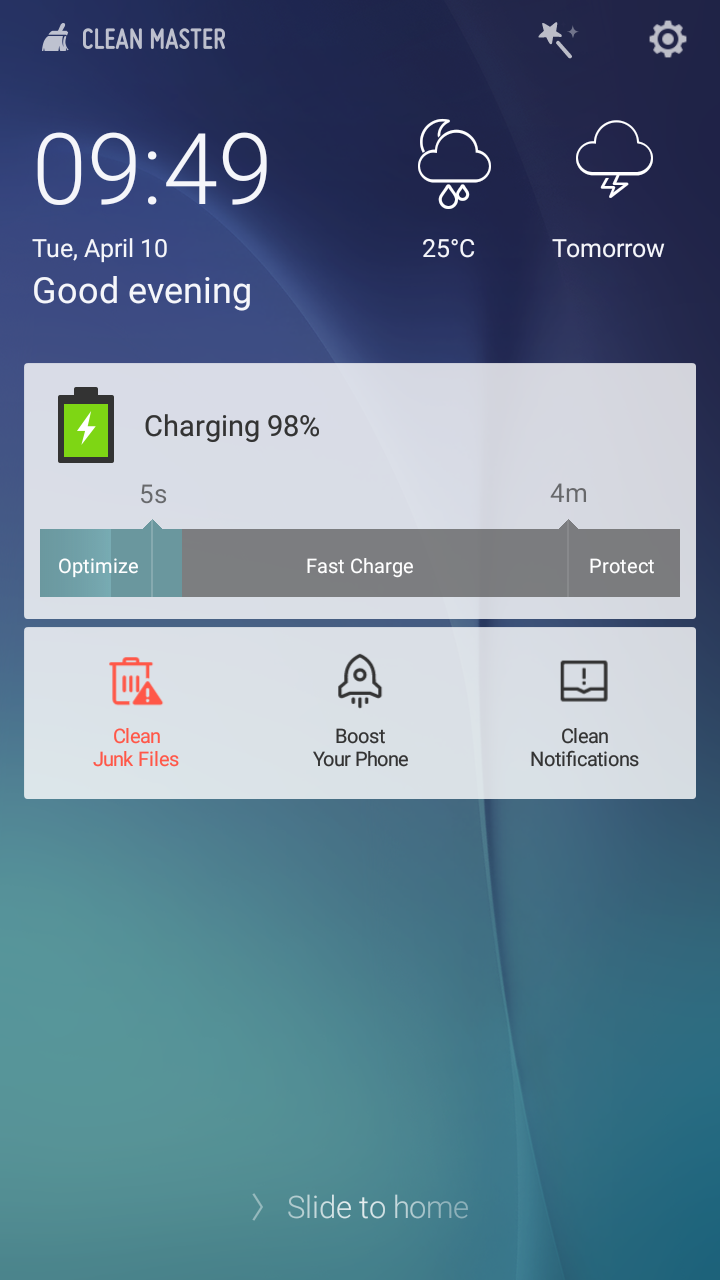 CLEAN MASTER
09:49
Tue, April 10
25°C
Tomorrow
Good evening
Charging 98%
5s
4m
Optimize
Fast Charge
Protect
Clean
Junk Files
Boost
Your Phone
Clean
Notifications
Slide to home